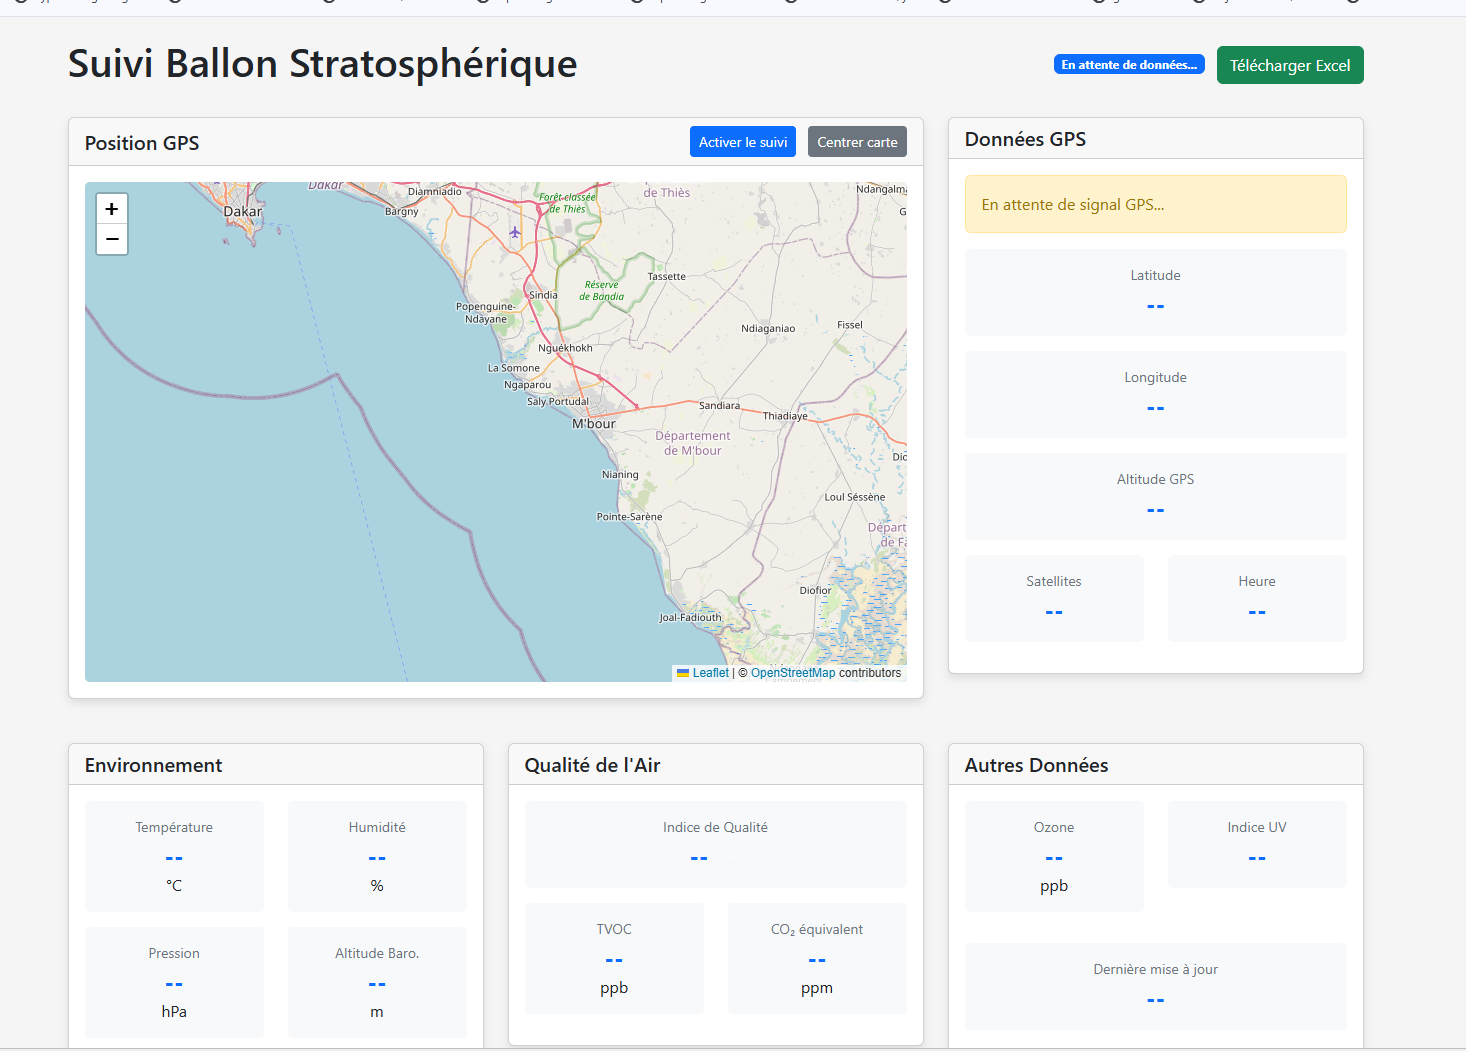 Suivi Ballon Stratosphérique
En attente de données...
Télécharger Excel
Position GPS
Activer le suivi
Centrer carte
+
−
Dakar
Dakar
Diamniadio
Bargny
Forêt classée
de Thiès
de Thiès
Tassette
Réserve
de Bandia
Sindia
Popenguine-
Ndayane
Ndiaganiao
Fissel
Nguékhokh
La Somone
Ngaparou
Saly Portudal
M'bour
Sandiara
Thiadiaye
Département
de M'bour
Nianing
Loul Séssène
Pointe-Sarène
Diofior
Joal-Fadiouth
Leaflet | © OpenStreetMap contributors
Données GPS
En attente de signal GPS...
Latitude
--
Longitude
--
Altitude GPS
--
Satellites
--
Heure
--
Environnement
Température
--
°C
Humidité
--
%
Pression
--
hPa
Altitude Baro.
--
m
Qualité de l'Air
Indice de Qualité
--
TVOC
--
ppb
CO₂ équivalent
--
ppm
Autres Données
Ozone
--
ppb
Indice UV
--
Dernière mise à jour
--